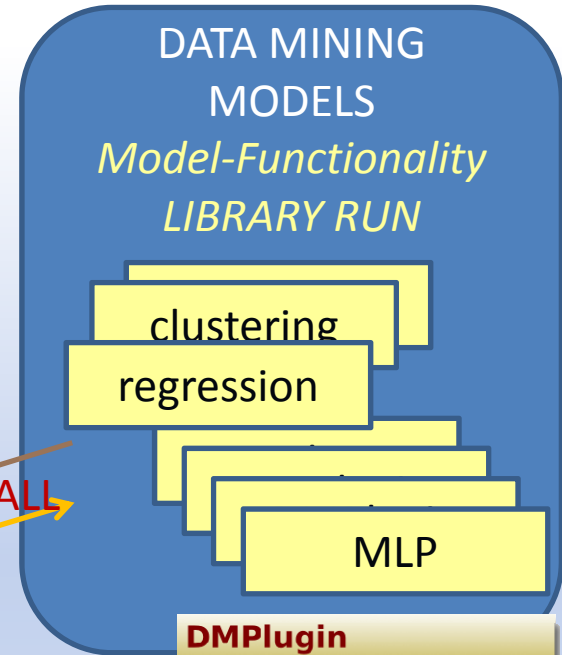 DATA MINING
MODELS
Model-Functionality
LIBRARY RUN
clustering
regression
ALL
MLP
DMPlugin